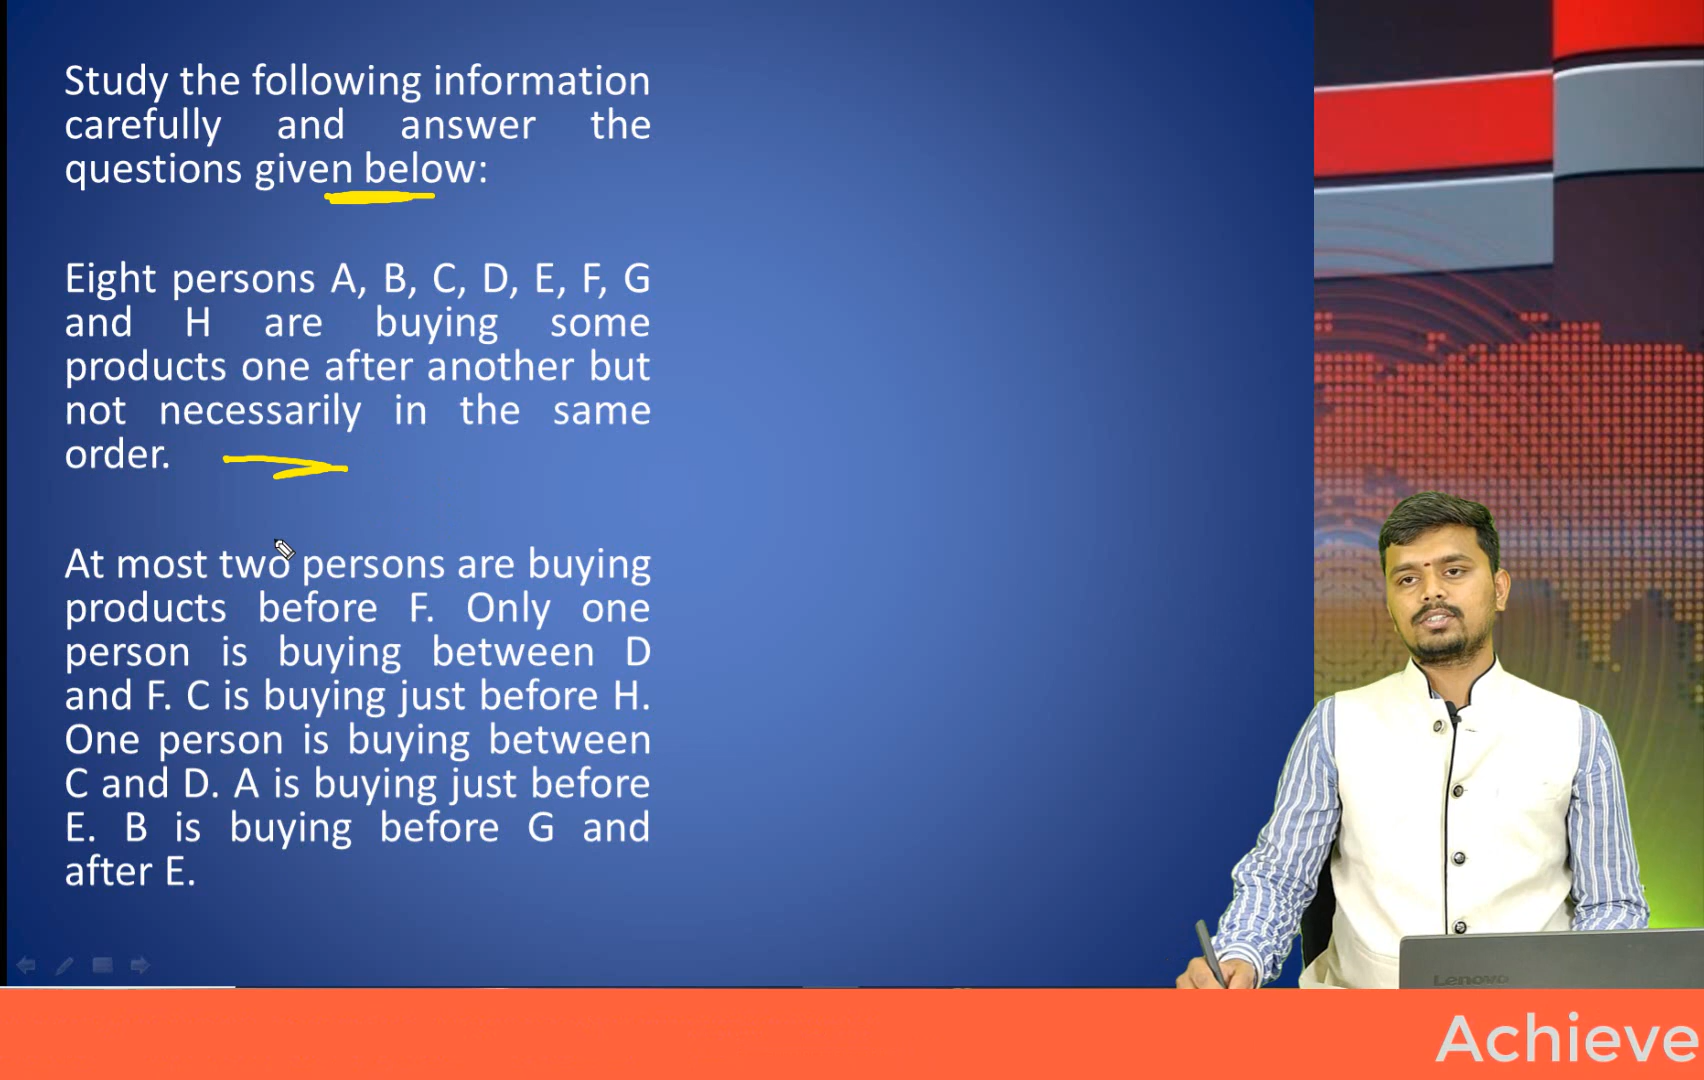 Study the following information
carefully and answer the
questions given below:
Eight persons A, B, C, D, E, F, G
and H are buying some
products one after another but
not necessarily in the same
order.
At most two persons are buying
products before F. Only one
person is buying between D
and F. C is buying just before H.
One person is buying between
C and D. A is buying just before
E. B is buying before G and
after E.
Lenovo
Achieve